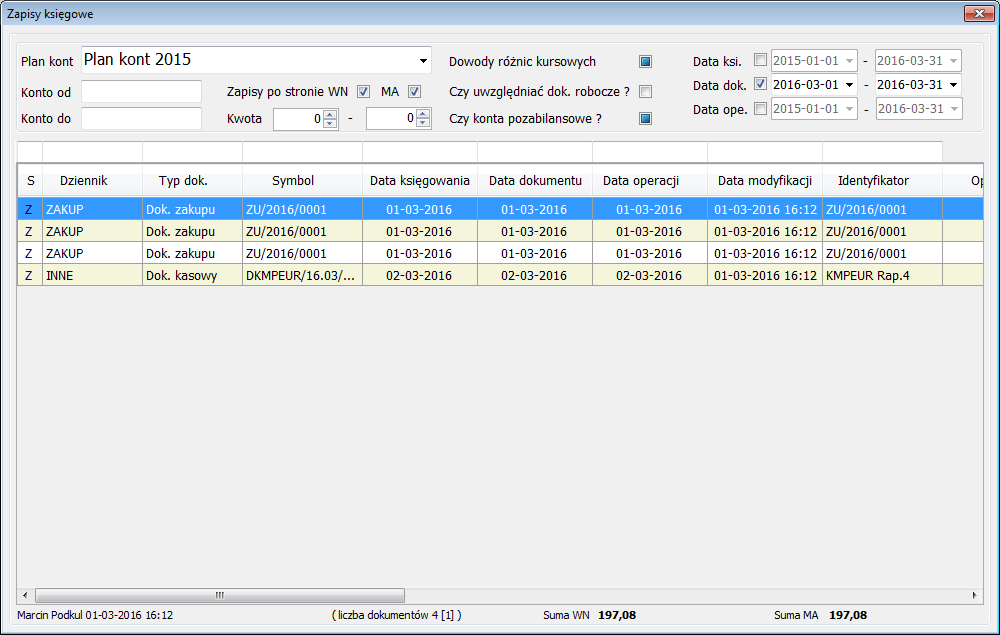 Zapisy księgowe
Plan kont Plan kont 2015 Dowody różnic kursowych Data ksi. 2015-01-01 - 2016-03-31
Data dok. 2016-03-01 - 2016-03-31
Konto od Zapisy po stronie WN MA Czy uwzględniać dok. robocze ?
Data ope. 2015-01-01 - 2016-03-31
Konto do Kwota 0 - 0 Czy konta pozabilansowe ?
S Dziennik Typ dok. Symbol Data księgowania Data dokumentu Data operacji Data modyfikacji Identyfikator Op
Z ZAKUP Dok. zakupu ZU/2016/0001 01-03-2016 01-03-2016 01-03-2016 01-03-2016 16:12 ZU/2016/0001
Z ZAKUP Dok. zakupu ZU/2016/0001 01-03-2016 01-03-2016 01-03-2016 01-03-2016 16:12 ZU/2016/0001
Z ZAKUP Dok. zakupu ZU/2016/0001 01-03-2016 01-03-2016 01-03-2016 01-03-2016 16:12 ZU/2016/0001
Z INNE Dok. kasowy DKMPEUR/16.03/... 02-03-2016 02-03-2016 02-03-2016 01-03-2016 16:12 KMPEUR Rap.4
Marcin Podkul 01-03-2016 16:12 ( liczba dokumentów 4 [1] ) Suma WN 197,08 Suma MA 197,08